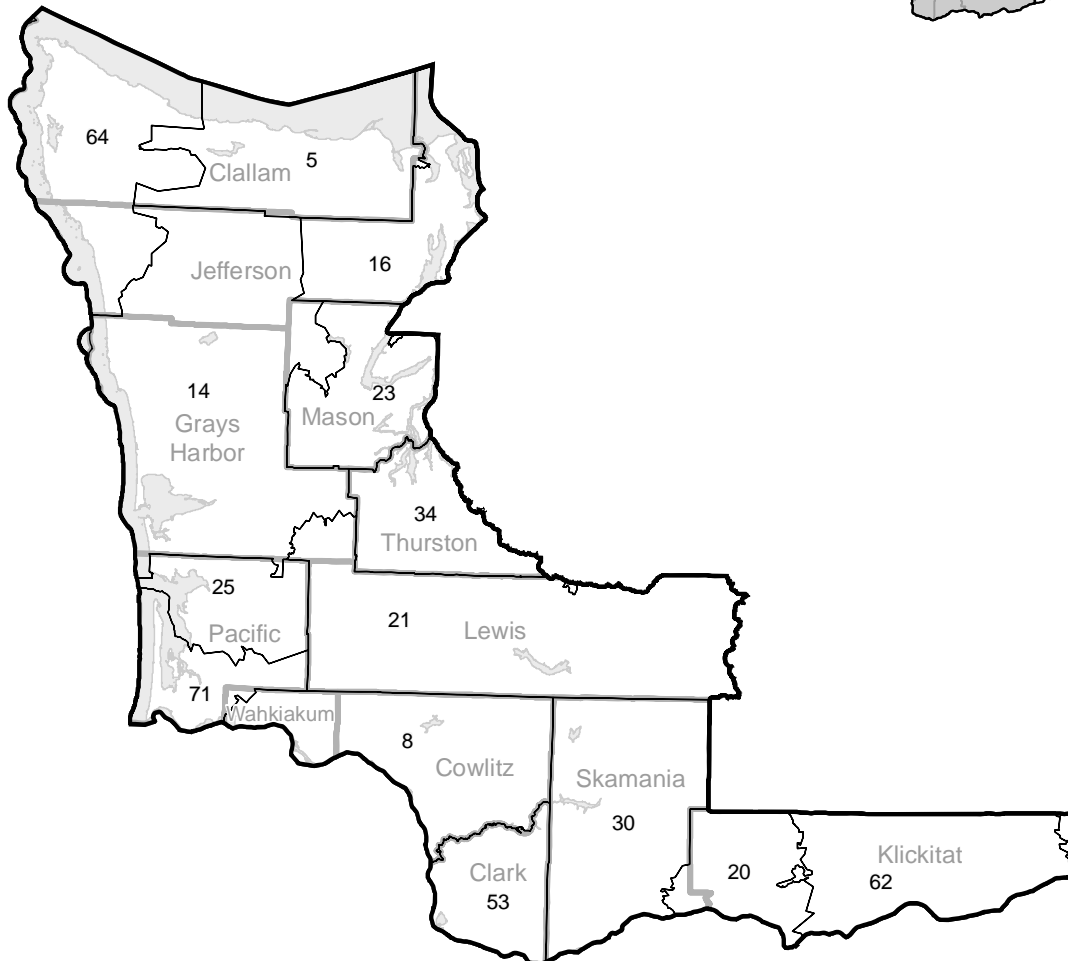 64
5
Clallam
16
Jefferson
14
23
Grays
Harbor
Mason
34
Thurston
25
21
Lewis
Pacific
71
Wahkiakum
8
Cowlitz
Skamania
30
Klickitat
Clark
20
62
53